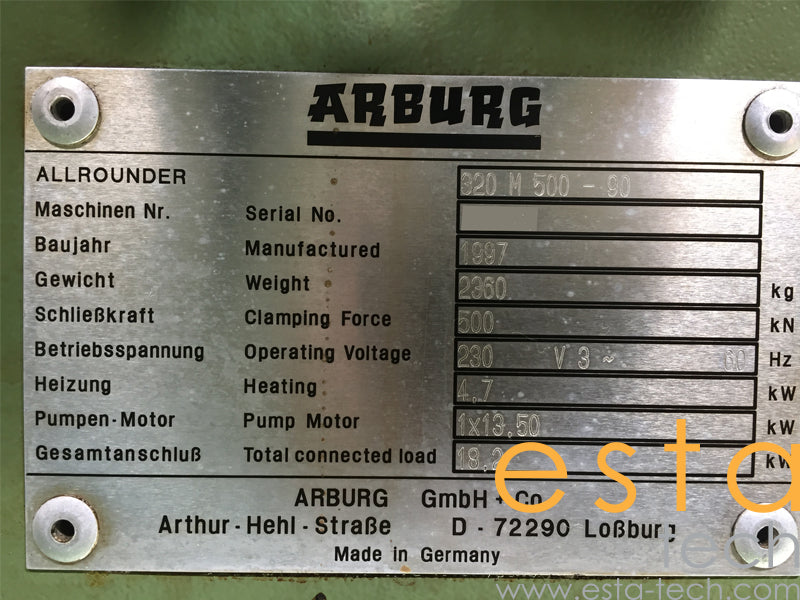 ARBURG
ALLROUNDER 320 M 500 - 90
Maschinen Nr. Serial No.
Baujahr Manufactured 1997
Gewicht Weight 2360 kg
Schließkraft Clamping Force 500 kN
Betriebsspannung Operating Voltage 230 V 3 ~ 60 Hz
Heizung Heating 4,7 kW
Pumpen-Motor Pump Motor 1x13,50 kW
Gesamtanschluß Total connected load 18,2 kW
ARBURG GmbH + Co
Arthur - Hehl - Straße D - 72290 Loßburg
Made in Germany
esta
tech
www.esta-tech.com